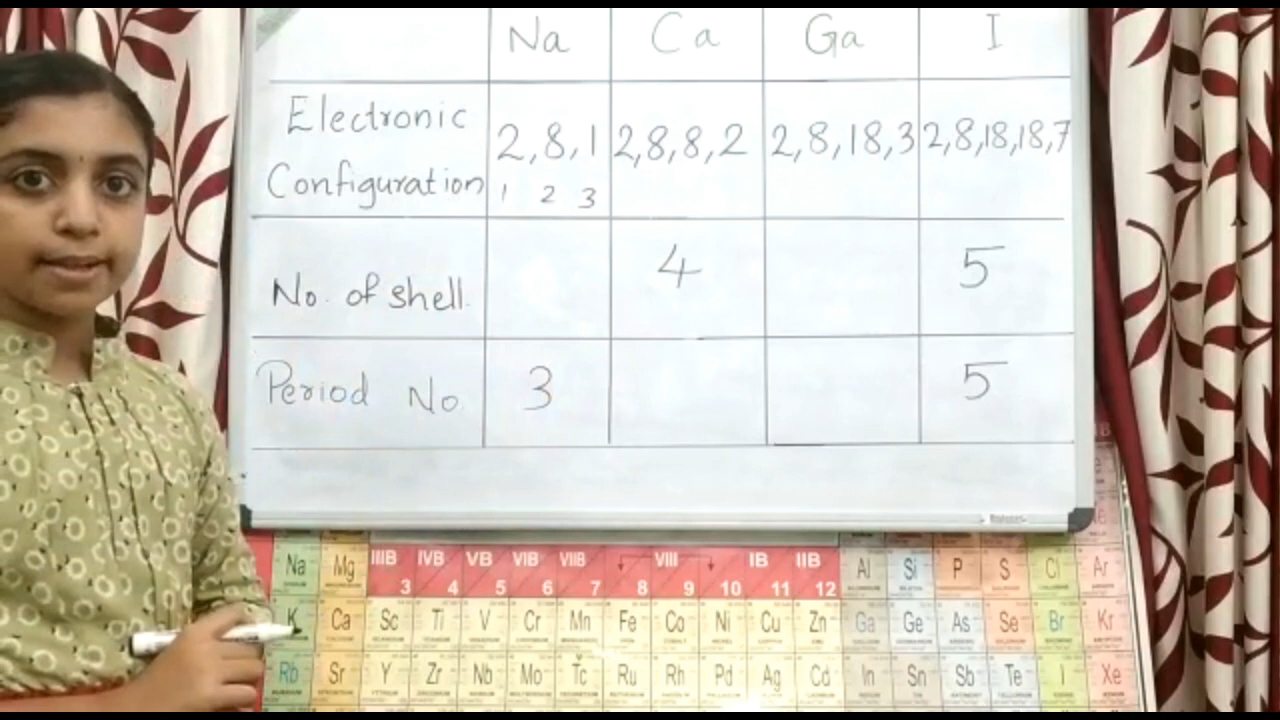 Na Ca Ga I
Electronic
Configuration 2,8,1 2,8,8,2 2,8,18,3 2,8,18,18,7
1 2 3
No. of shell. 4 5
Period No. 3 5
IIIB IVB VB VIB VIIB VIII IB IIB
3 4 5 6 7 8 9 10 11 12
Na Mg Al Si P S Cl Ar
K Ca Sc Ti V Cr Mn Fe Co Ni Cu Zn Ga Ge As Se Br Kr
Rb Sr Y Zr Nb Mo Tc Ru Rh Pd Ag Cd In Sn Sb Te I Xe